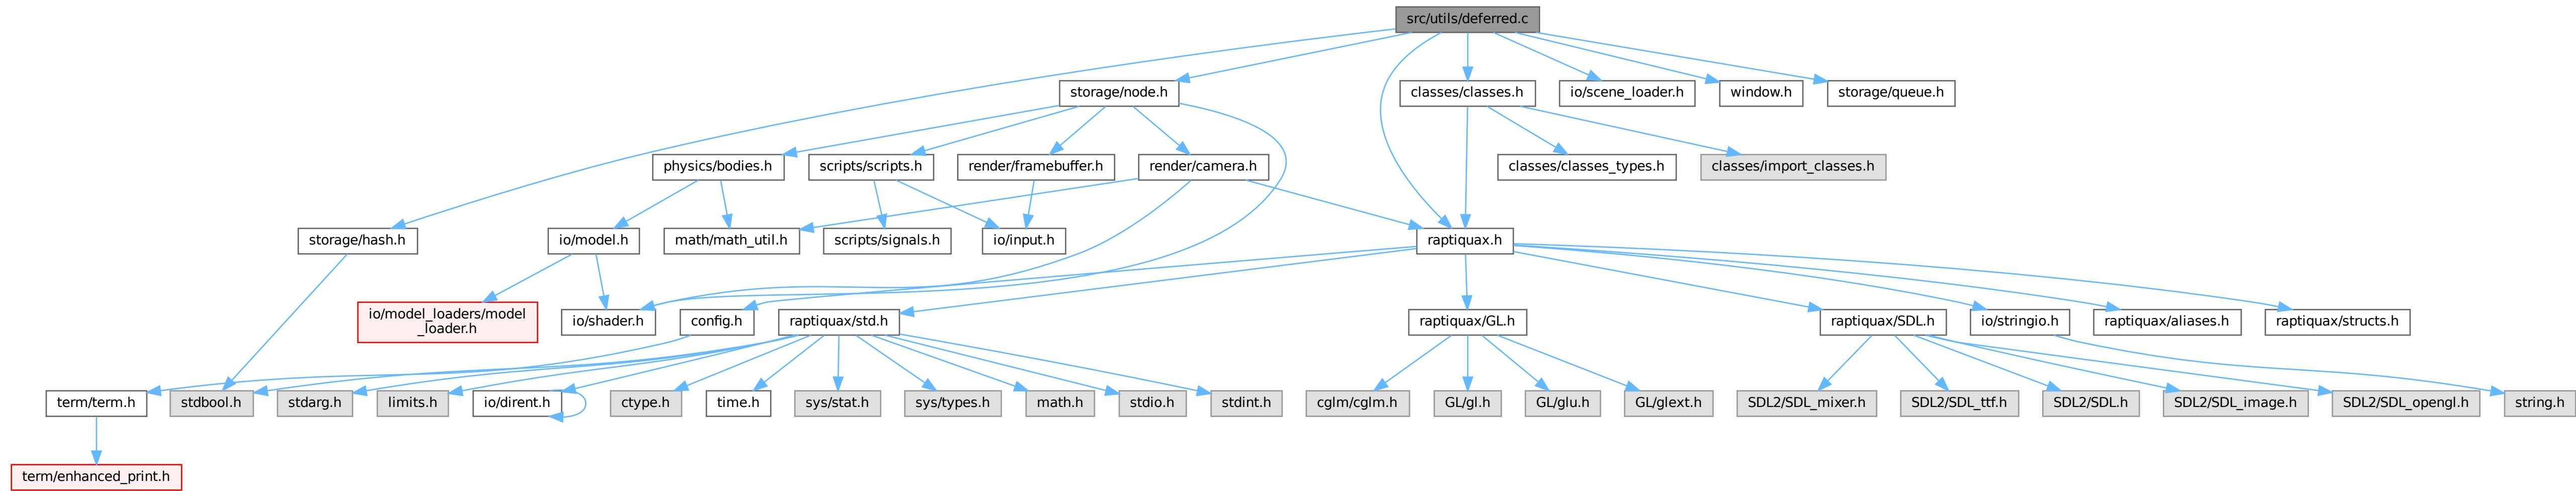 src/utils/deferred.c
storage/node.h
classes/classes.h
io/scene_loader.h
window.h
storage/queue.h
physics/bodies.h
scripts/scripts.h
render/framebuffer.h
render/camera.h
classes/classes_types.h
classes/import_classes.h
storage/hash.h
io/model.h
math/math_util.h
scripts/signals.h
io/input.h
raptiquax.h
io/model_loaders/model
_loader.h
io/shader.h
config.h
raptiquax/std.h
raptiquax/GL.h
raptiquax/SDL.h
io/stringio.h
raptiquax/aliases.h
raptiquax/structs.h
term/term.h
stdbool.h
stdarg.h
limits.h
io/dirent.h
ctype.h
time.h
sys/stat.h
sys/types.h
math.h
stdio.h
stdint.h
cglm/cglm.h
GL/gl.h
GL/glu.h
GL/glext.h
SDL2/SDL_mixer.h
SDL2/SDL_ttf.h
SDL2/SDL.h
SDL2/SDL_image.h
SDL2/SDL_opengl.h
string.h
term/enhanced_print.h